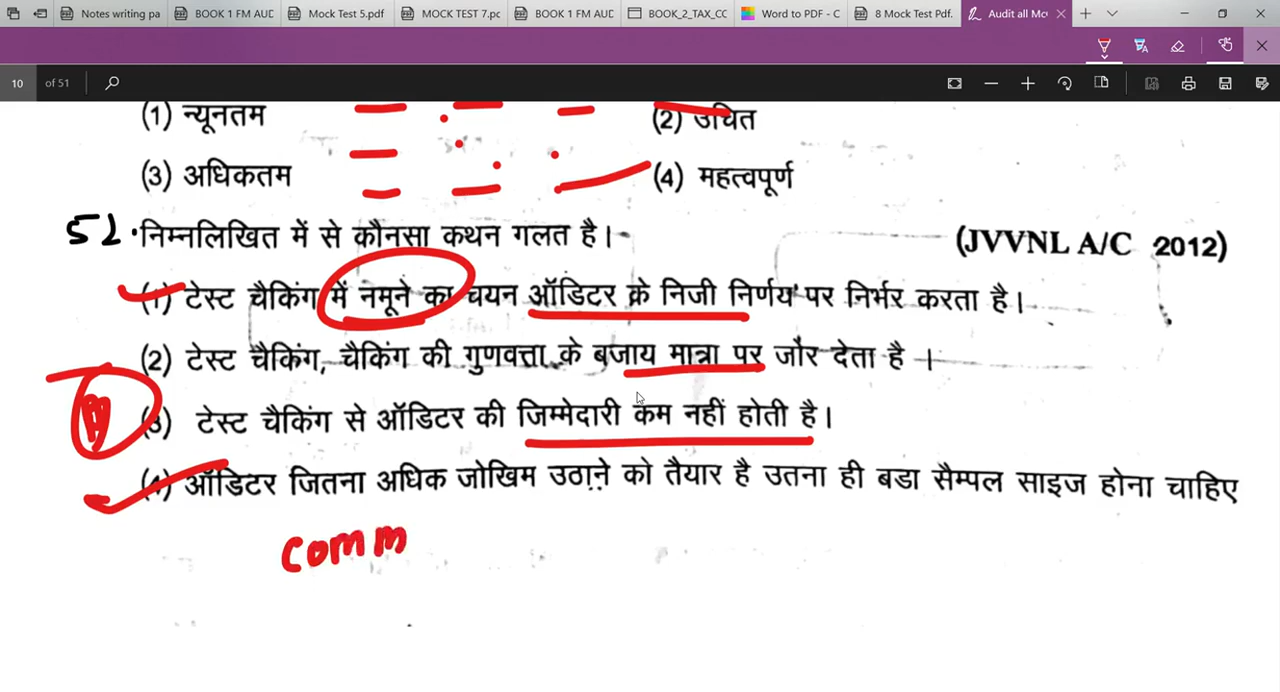 Notes writing pa BOOK 1 FM AUD Mock Test 5.pdf MOCK TEST 7.pc BOOK 1 FM AUD BOOK_2_TAX_CC Word to PDF - C 8 Mock Test Pdf. Audit all Mc
10 of 51
(1) न्यूनतम (2) उचित
(3) अधिकतम (4) महत्वपूर्ण
52. निम्नलिखित में से कौनसा कथन गलत है। (JVVNL A/C 2012)
(1) टेस्ट चैकिंग में नमूने का चयन ऑडिटर के निजी निर्णय पर निर्भर करता है।
(2) टेस्ट चैकिंग, चैकिंग की गुणवत्ता के बजाय मात्रा पर जौर देता है ।
(3) टेस्ट चैकिंग से ऑडिटर की जिम्मेदारी कम नहीं होती है।
(4) ऑडिटर जितना अधिक जोखिम उठाने को तैयार है उतना ही बडा सैम्पल साइज होना चाहिए
comm